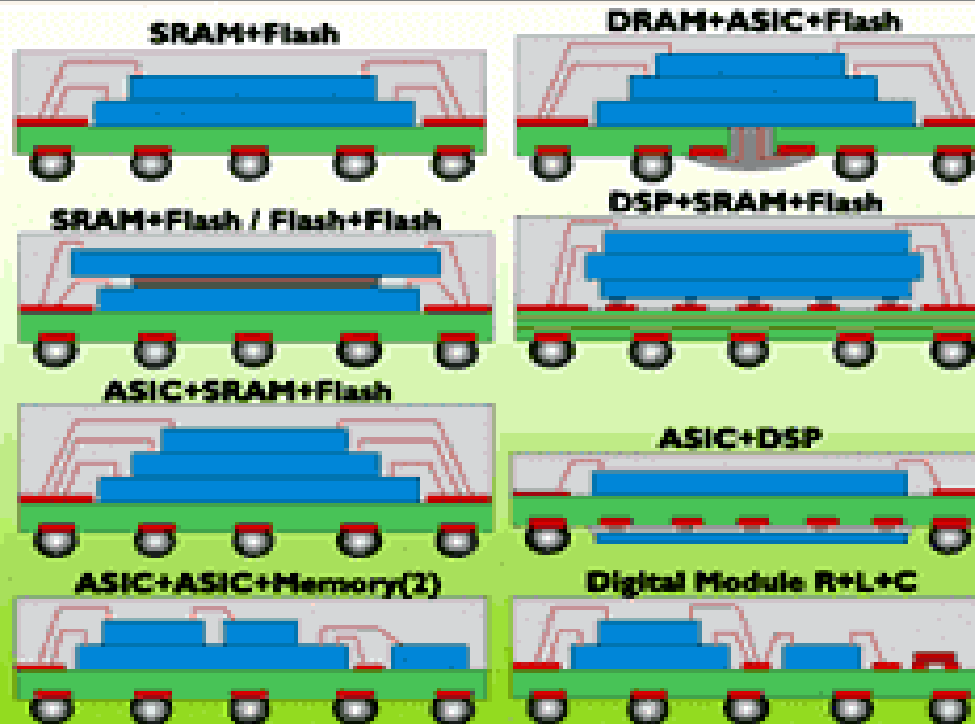 SRAM+Flash
DRAM+ASIC+Flash
SRAM+Flash / Flash+Flash
DSP+SRAM+Flash
ASIC+SRAM+Flash
ASIC+DSP
ASIC+ASIC+Memory(2)
Digital Module R+L+C